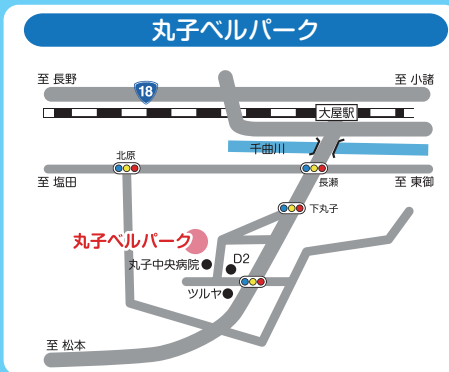 丸子ベルパーク
至 長野
18
至 小諸
大屋駅
千曲川
北原
至 塩田
長瀬
至 東御
下丸子
丸子ベルパーク
丸子中央病院
D2
ツルヤ
至 松本